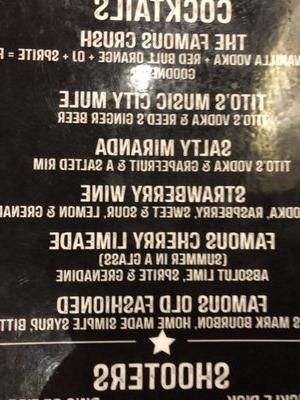 COCKTAILS
THE FAMOUS CRUSH
VANILLA VODKA + RED BULL ORANGE + OJ + SPRITE =
GOODNESS
TITO'S MUSIC CITY MULE
TITO'S VODKA & REED'S GINGER BEER
SALTY MIRANDA
TITO'S VODKA & GRAPEFRUIT & A SALTED RIM
STRAWBERRY WINE
VODKA, RASPBERRY, SWEET & SOUR, LEMON & GRENAD
FAMOUS CHERRY LIMEADE
(SUMMER IN A GLASS)
ABSOLUT LIME, SPRITE & GRENADINE
FAMOUS OLD FASHIONED
S MARK BOURBON, HOME MADE SIMPLE SYRUP, BITT
SHOOTERS